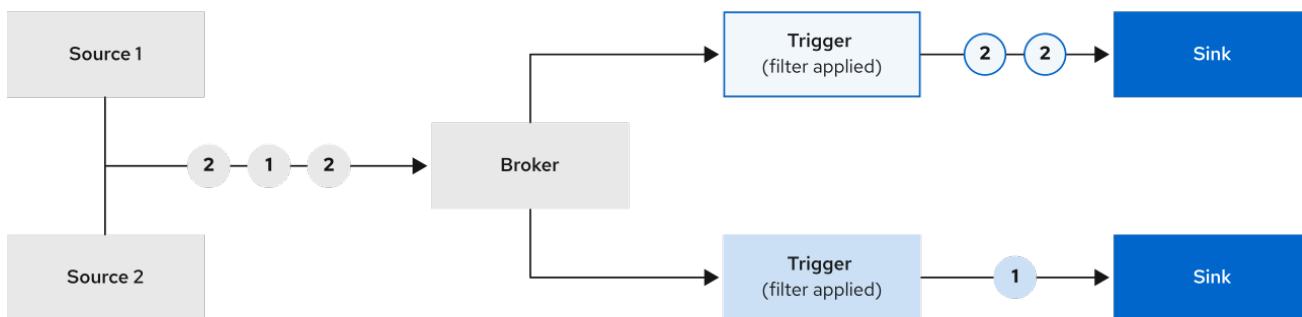 Source 1
Trigger
(filter applied)
2 2
Sink
2 1 2
Broker
Source 2
Trigger
(filter applied)
1
Sink